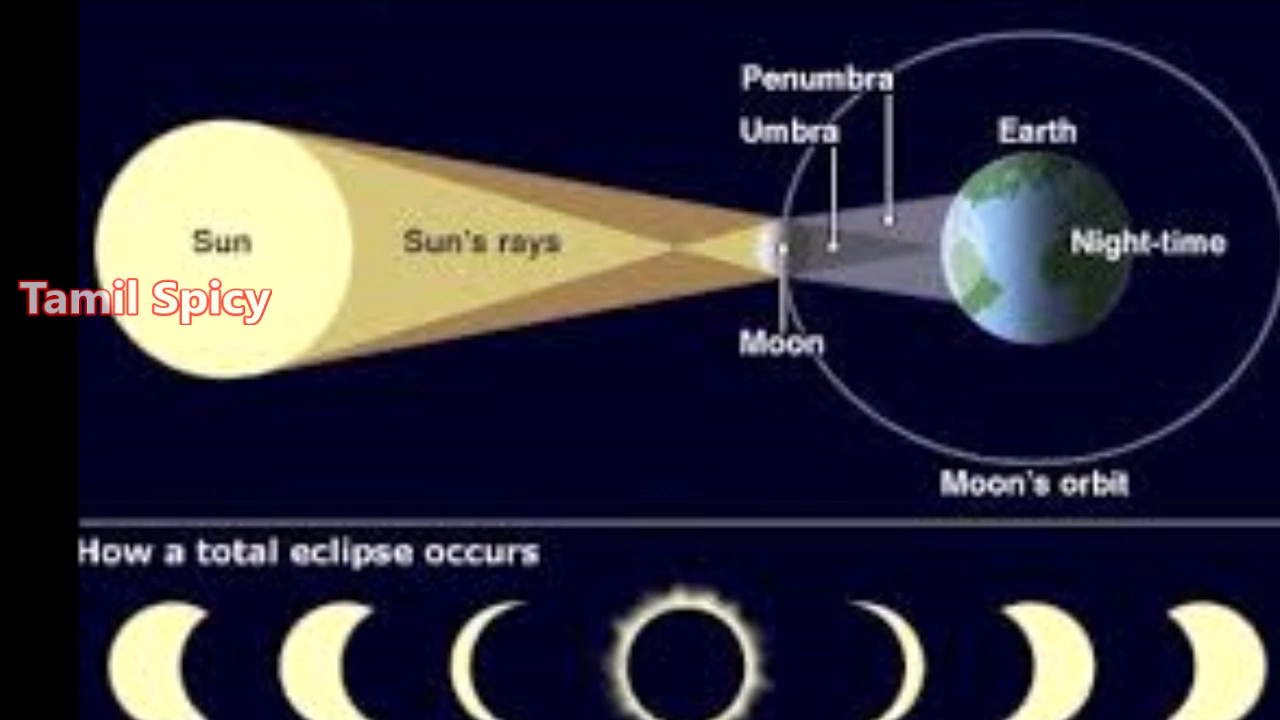 Penumbra
Umbra
Earth
Sun
Sun's rays
Night-time
Tamil Spicy
Moon
Moon's orbit
How a total eclipse occurs